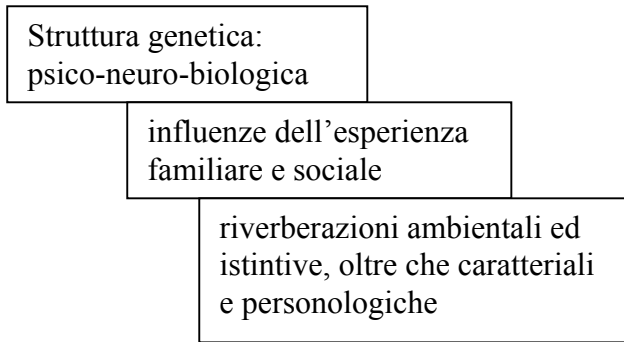 Struttura genetica:
psico-neuro-biologica
influenze dell’esperienza
familiare e sociale
riverberazioni ambientali ed
istintive, oltre che caratteriali
e personologiche